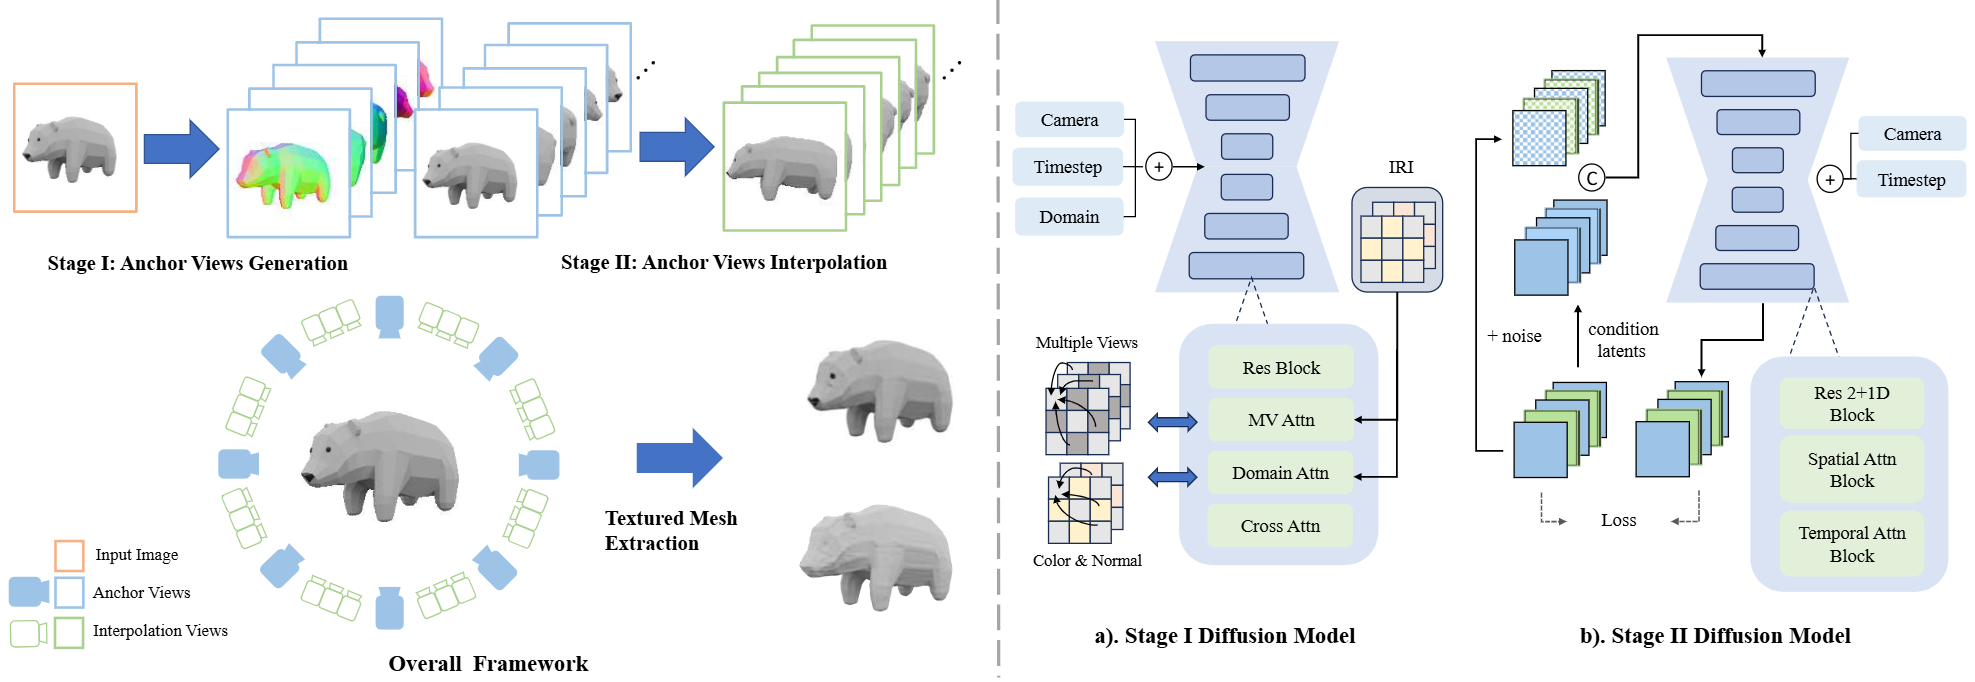 Stage I: Anchor Views Generation
Stage II: Anchor Views Interpolation
Textured Mesh
Extraction
Input Image
Anchor Views
Interpolation Views
Overall Framework
Camera
Timestep
Domain
+
IRI
Multiple Views
Color & Normal
Res Block
MV Attn
Domain Attn
Cross Attn
a). Stage I Diffusion Model
C
+ noise
condition
latents
Loss
+
Camera
Timestep
Res 2+1D
Block
Spatial Attn
Block
Temporal Attn
Block
b). Stage II Diffusion Model